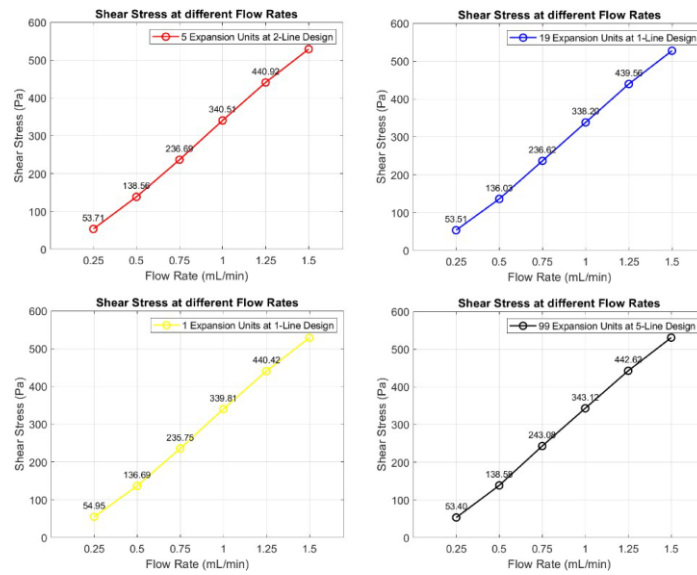 Shear Stress at different Flow Rates
5 Expansion Units at 2-Line Design
600
500
400
300
200
100
0
Shear Stress (Pa)
53.71
138.56
236.69
340.51
440.92
0.25 0.5 0.75 1 1.25 1.5
Flow Rate (mL/min)
Shear Stress at different Flow Rates
19 Expansion Units at 1-Line Design
600
500
400
300
200
100
0
Shear Stress (Pa)
53.51
136.03
236.62
338.20
439.56
0.25 0.5 0.75 1 1.25 1.5
Flow Rate (mL/min)
Shear Stress at different Flow Rates
1 Expansion Units at 1-Line Design
600
500
400
300
200
100
0
Shear Stress (Pa)
54.95
136.69
235.75
339.81
440.42
0.25 0.5 0.75 1 1.25 1.5
Flow Rate (mL/min)
Shear Stress at different Flow Rates
99 Expansion Units at 5-Line Design
600
500
400
300
200
100
0
Shear Stress (Pa)
53.40
138.58
243.08
343.12
442.62
0.25 0.5 0.75 1 1.25 1.5
Flow Rate (mL/min)